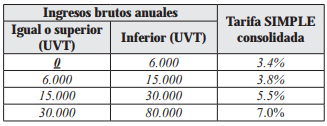 Ingresos brutos anuales
Tarifa SIMPLE
consolidada
Igual o superior
(UVT)
Inferior (UVT)
0 6.000 3.4%
6.000 15.000 3.8%
15.000 30.000 5.5%
30.000 80.000 7.0%